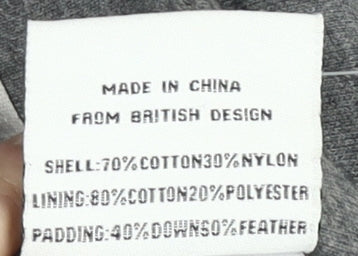 MADE IN CHINA
FROM BRITISH DESIGN
SHELL:70%COTTON30%NYLON
LINING:80%COTTON20%POLYESTER
PADDING:40%DOWN60%FEATHER